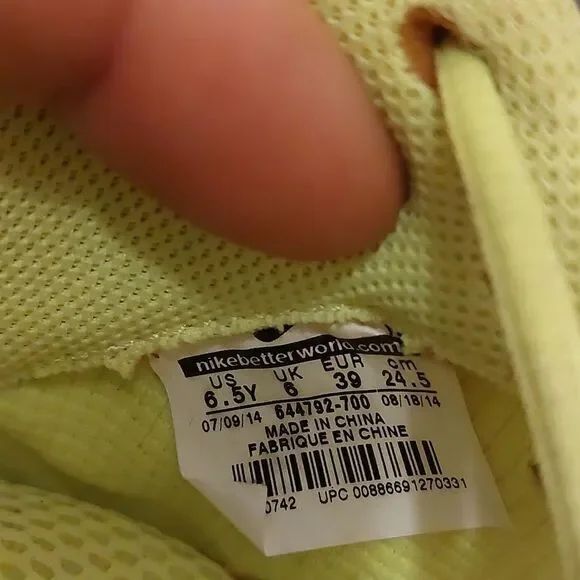 nikebetterworld.com
US UK EUR cm
6.5Y 6 39 24.5
07/09/14 644792-700 08/18/14
MADE IN CHINA
FABRIQUE EN CHINE
0742 UPC 00886691270331